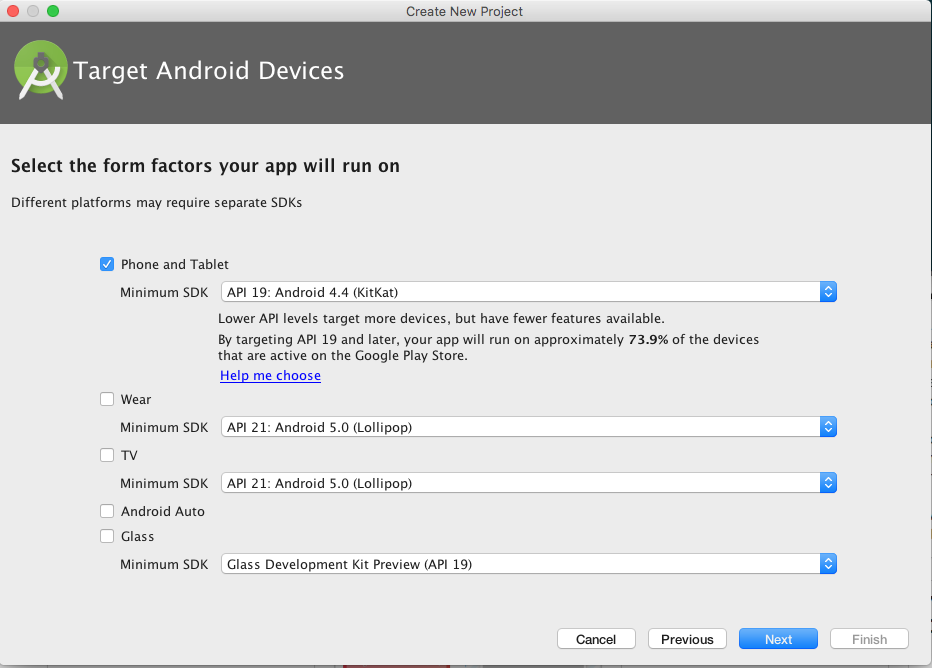 Create New Project
Target Android Devices
Select the form factors your app will run on
Different platforms may require separate SDKs
Phone and Tablet
Minimum SDK API 19: Android 4.4 (KitKat)
Lower API levels target more devices, but have fewer features available.
By targeting API 19 and later, your app will run on approximately 73.9% of the devices
that are active on the Google Play Store.
Help me choose
Wear
Minimum SDK API 21: Android 5.0 (Lollipop)
TV
Minimum SDK API 21: Android 5.0 (Lollipop)
Android Auto
Glass
Minimum SDK Glass Development Kit Preview (API 19)
Cancel Previous Next Finish